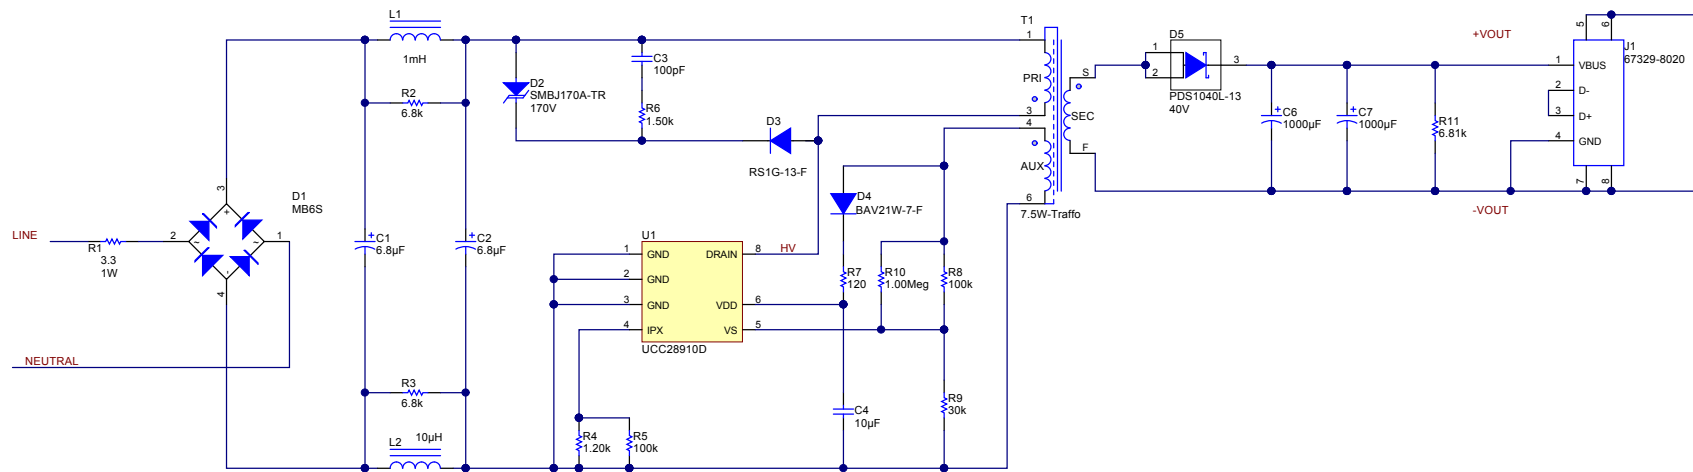 L1
1mH
R2
6.8k
D2
SMBJ170A-TR
170V
C3
100pF
R6
1.50k
D3
RS1G-13-F
T1
1
PRI
3
4
AUX
6
7.5W-Traffo
S
SEC
F
D5
1
2
3
PDS1040L-13
40V
+VOUT
-VOUT
C6
1000µF
C7
1000µF
R11
6.81k
5
6
J1
67329-8020
1
VBUS
2
D-
3
D+
4
GND
7
8
D1
MB6S
3
+
2
~
~
1
-
4
LINE
R1
3.3
1W
NEUTRAL
+
C1
6.8µF
+
C2
6.8µF
R3
6.8k
L2
10µH
U1
1
GND
DRAIN
8
HV
2
GND
3
GND
VDD
6
4
IPX
VS
5
UCC28910D
D4
BAV21W-7-F
R7
120
R10
1.00Meg
R8
100k
R9
30k
C4
10µF
R4
1.20k
R5
100k
+
+